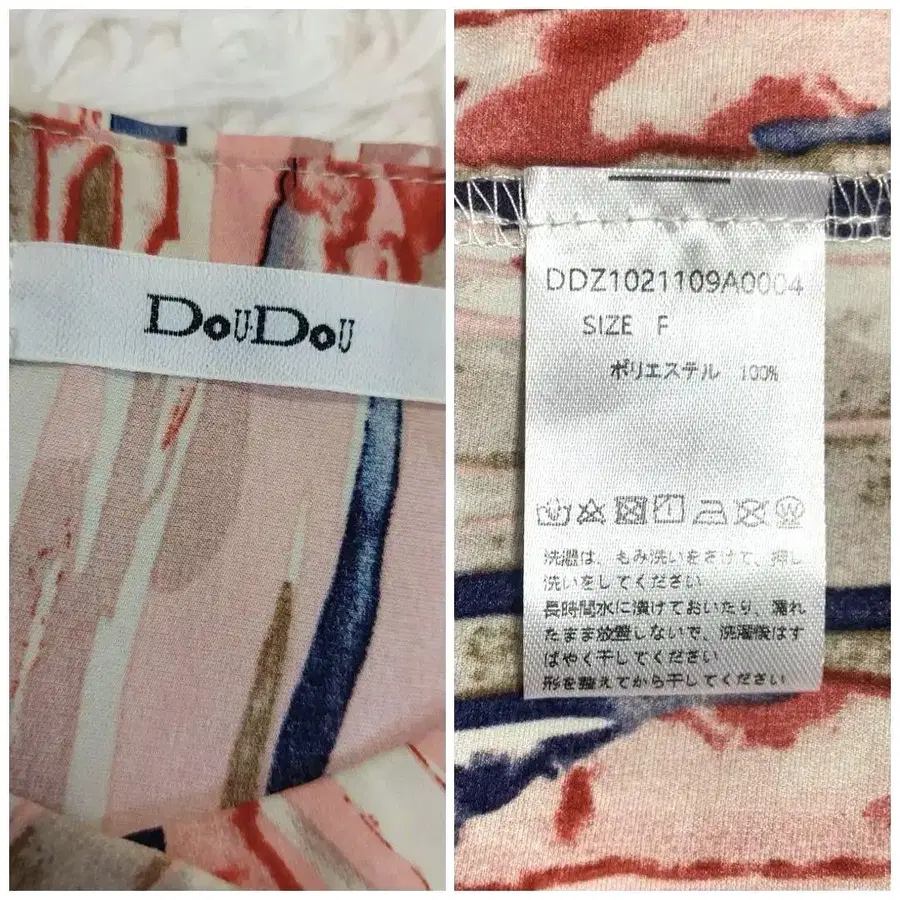 DOUDOU
DDZ1021109A0004
SIZE F
ポリエステル 100%
洗濯は、もみ洗いをさけて、押し
洗いをしてください
長時間水に漬けておいたり、濡れ
たまま放置しないで、洗濯後はす
ばやく干してください
形を整えてから干してください